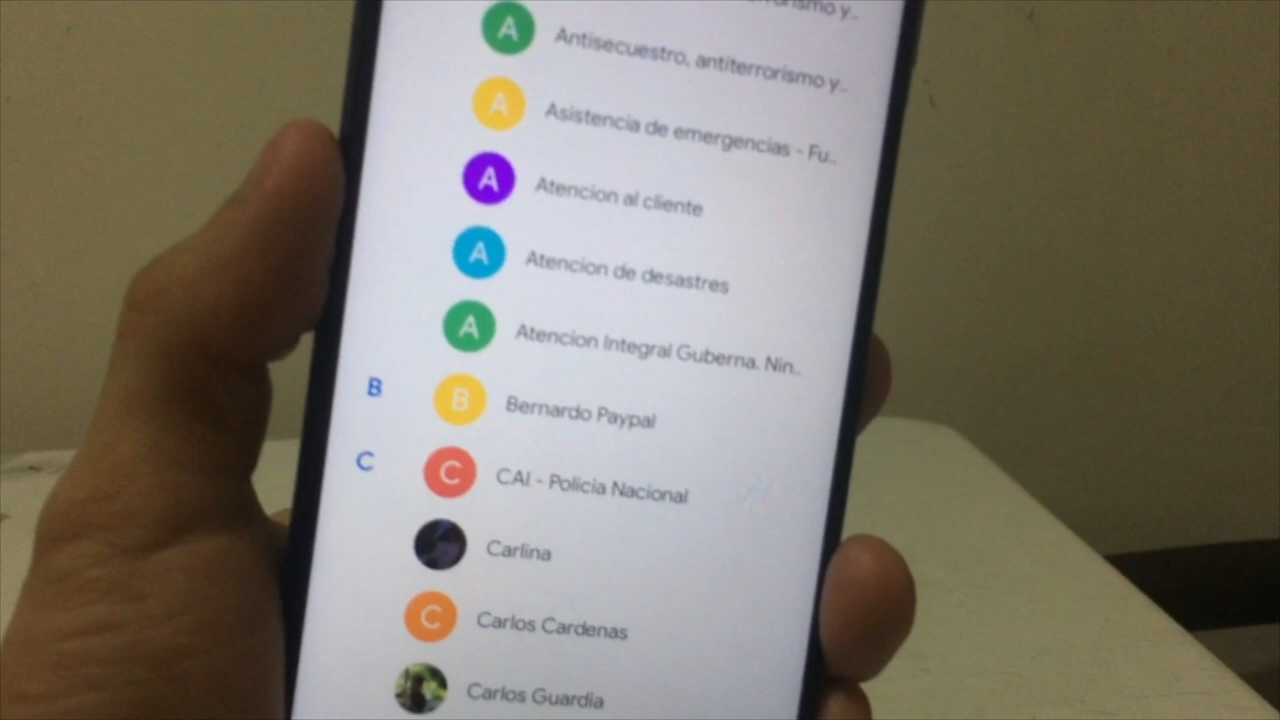 A Antisecuestro, antiterrorismo y..
A Asistencia de emergencias - Fu..
A Atencion al cliente
A Atencion de desastres
A Atencion Integral Guberna. Nin..
B B Bernardo Paypal
C C CAI - Policia Nacional
Carlina
C Carlos Cardenas
Carlos Guardia